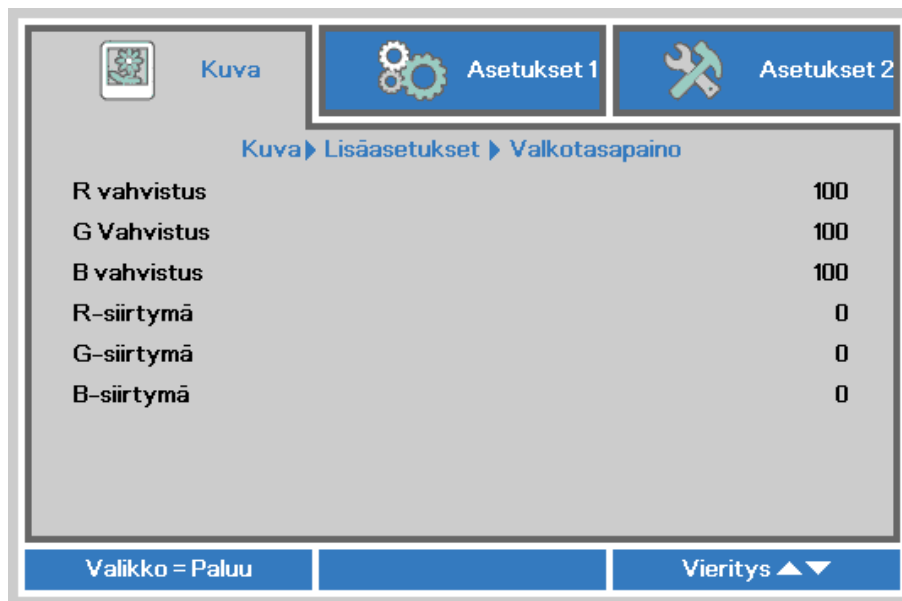 Kuva
Asetukset 1
Asetukset 2
Kuva Lisäasetukset Valkotasapaino
R vahvistus 100
G Vahvistus 100
B vahvistus 100
R-siirtymä 0
G-siirtymä 0
B-siirtymä 0
Valikko = Paluu
Vieritys